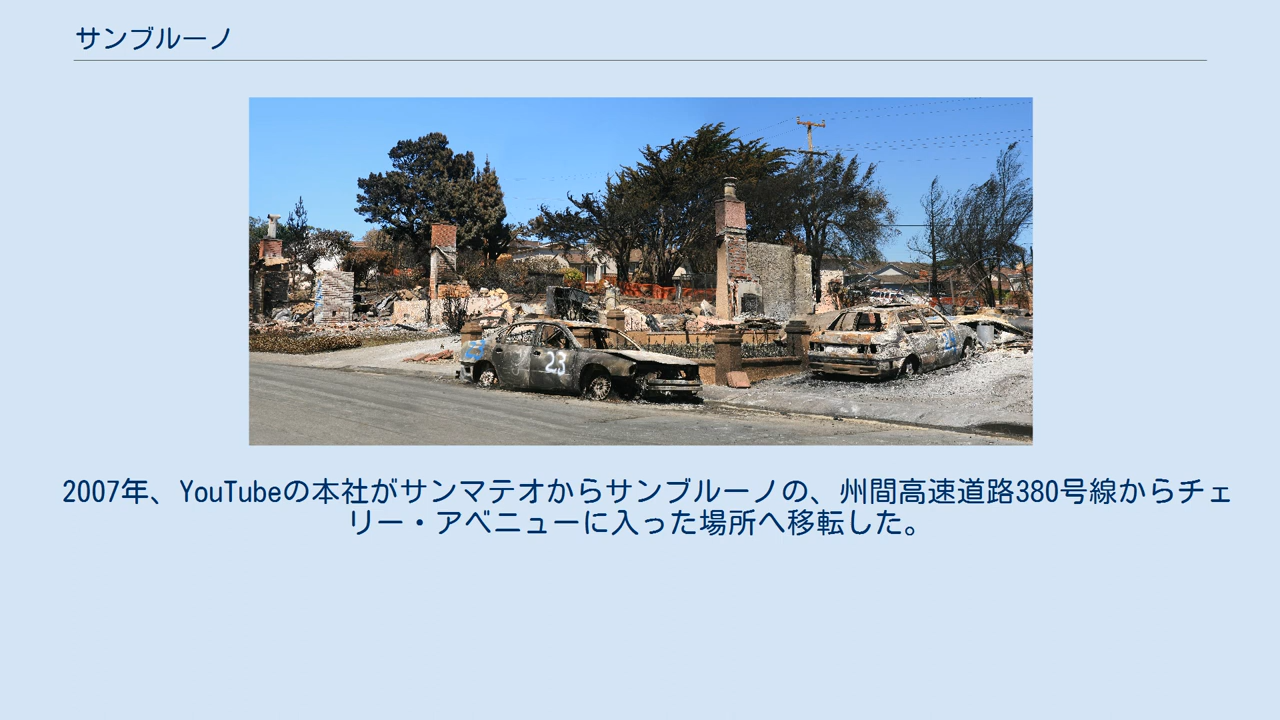 サンブルーノ
23
2007年、YouTubeの本社がサンマテオからサンブルーノの、州間高速道路380号線からチェ
リー・アベニューに入った場所へ移転した。